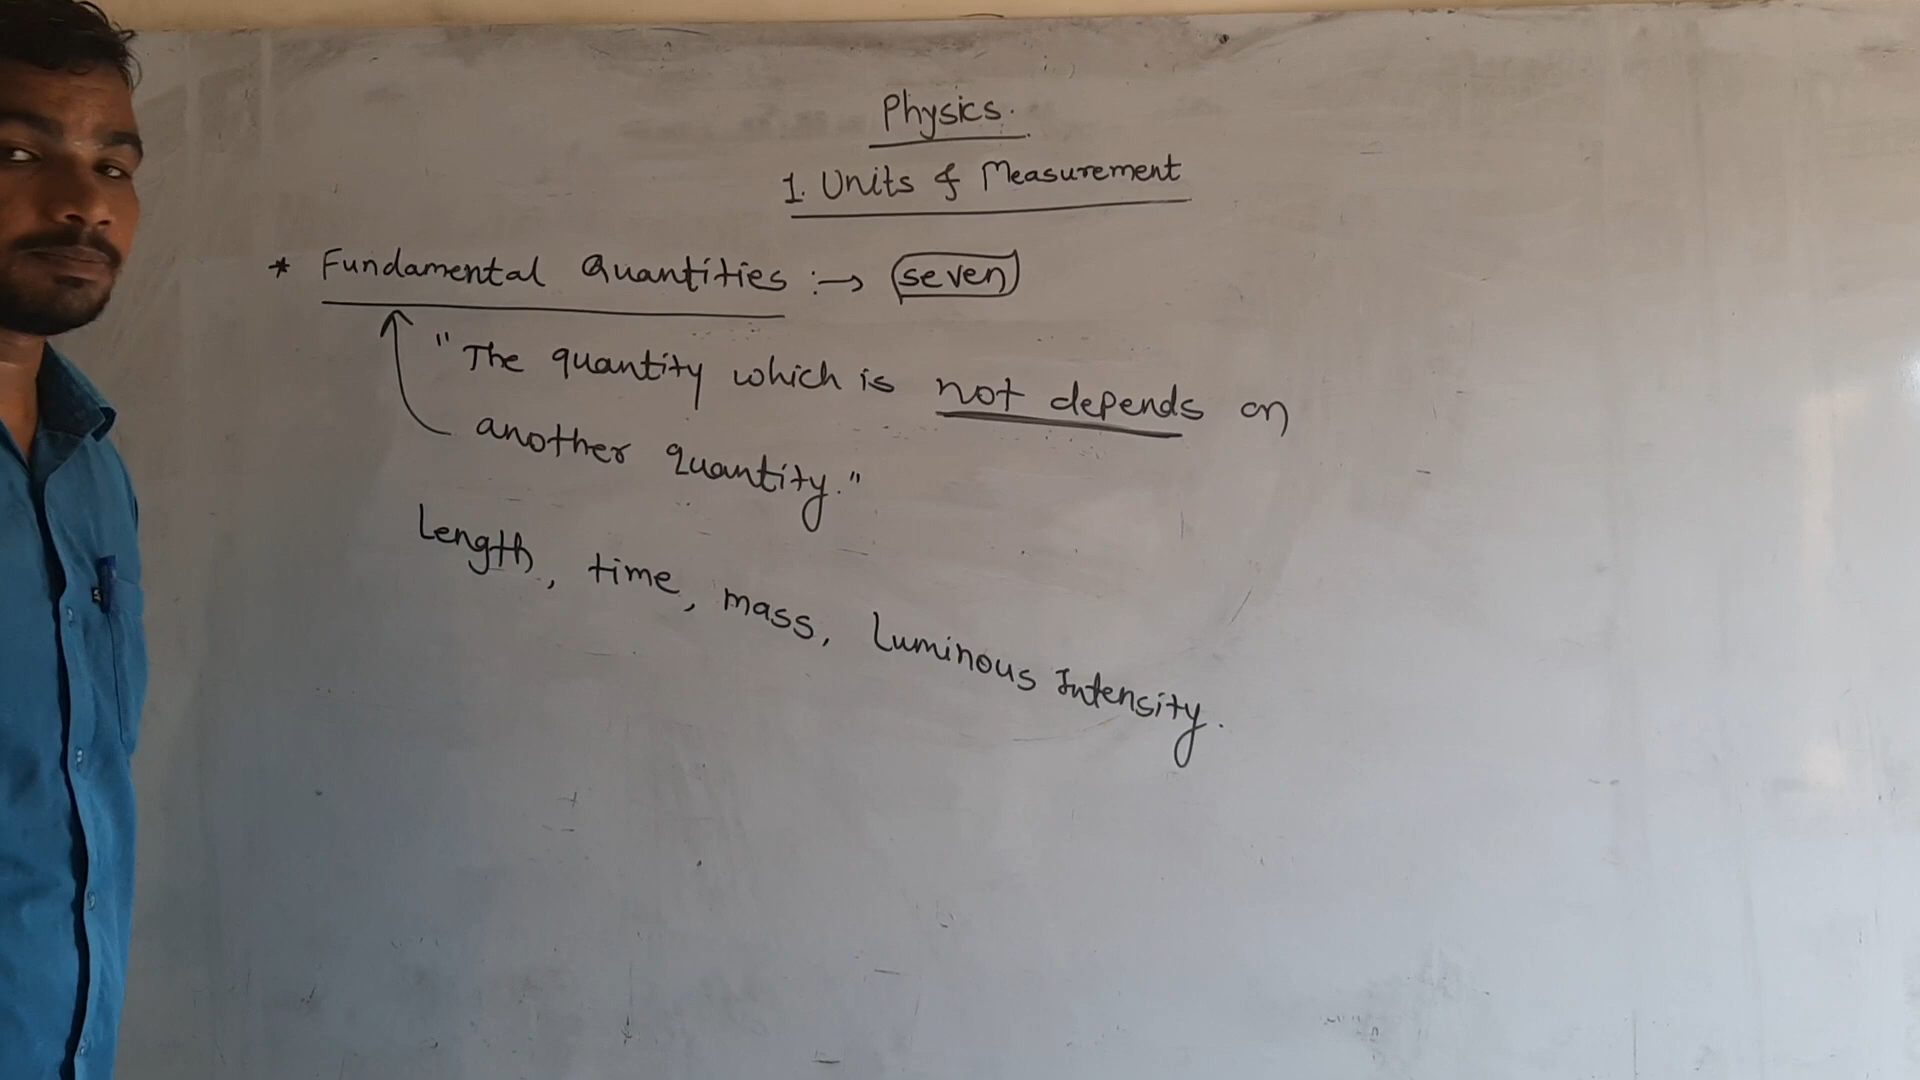 Physics.
1. Units & Measurement
* Fundamental Quantities :→ seven
"The quantity which is not depends on
another quantity."
Length, time, mass, Luminous Intensity.